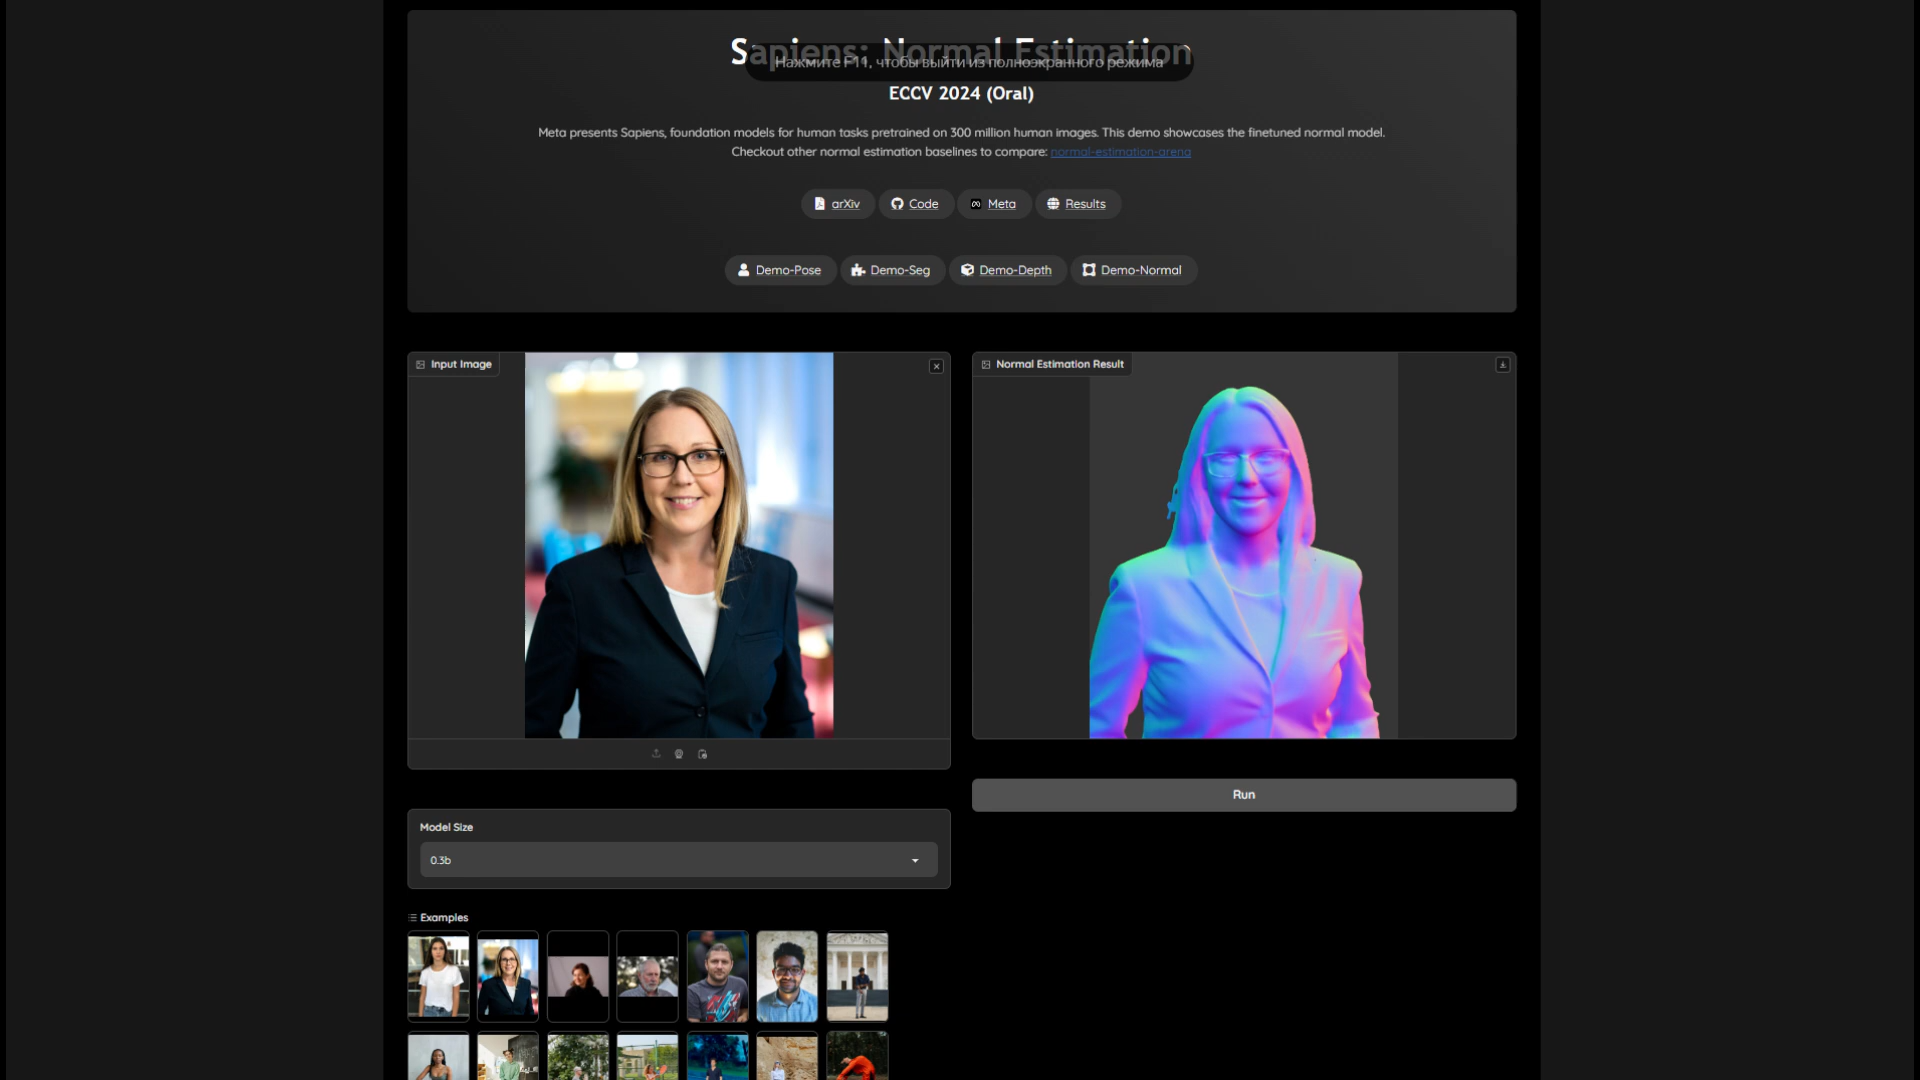 Sapiens: Normal Estimation
Нажмите F11, чтобы выйти из полноэкранного режима
ECCV 2024 (Oral)
Meta presents Sapiens, foundation models for human tasks pretrained on 300 million human images. This demo showcases the finetuned normal model.
Checkout other normal estimation baselines to compare: normal-estimation-arena
arXiv Code Meta Results
Demo-Pose Demo-Seg Demo-Depth Demo-Normal
Input Image
Normal Estimation Result
Run
Model Size
0.3b
Examples